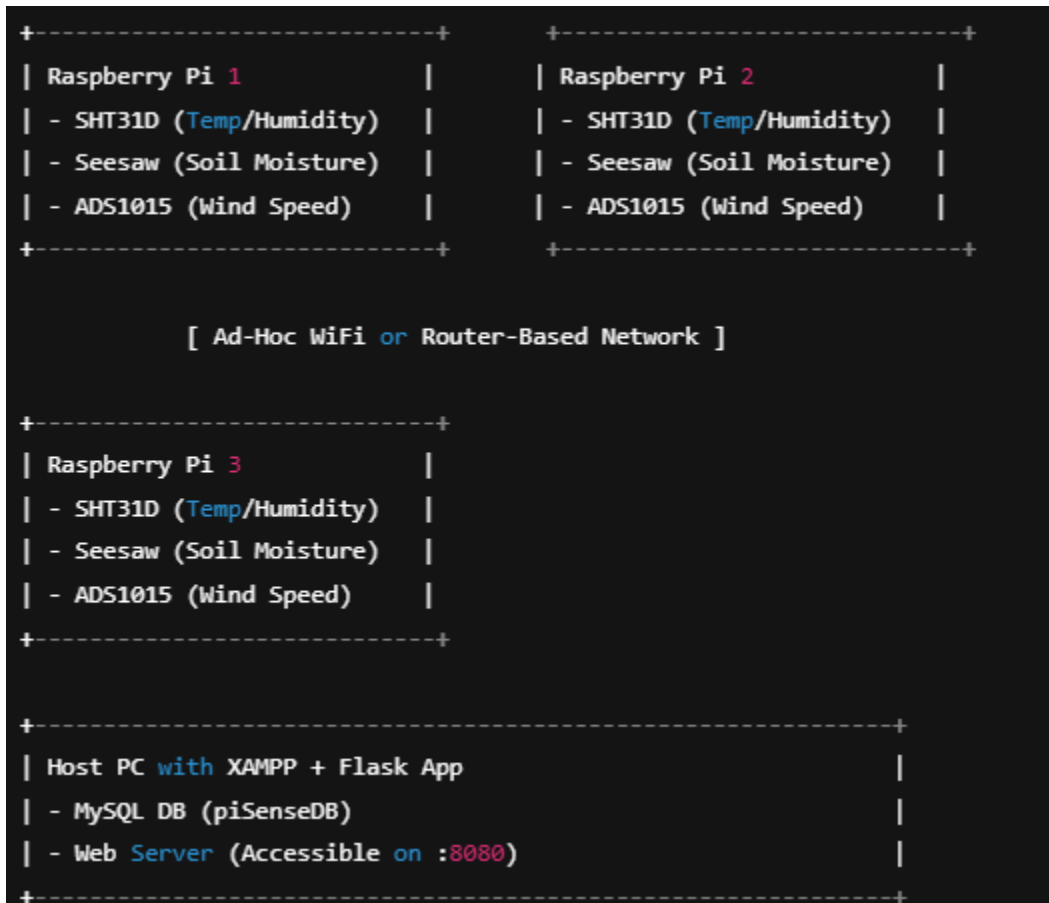 Raspberry Pi 1
- SHT31D (Temp/Humidity)
- Seesaw (Soil Moisture)
- ADS1015 (Wind Speed)
Raspberry Pi 2
- SHT31D (Temp/Humidity)
- Seesaw (Soil Moisture)
- ADS1015 (Wind Speed)
[ Ad-Hoc WiFi or Router-Based Network ]
Raspberry Pi 3
- SHT31D (Temp/Humidity)
- Seesaw (Soil Moisture)
- ADS1015 (Wind Speed)
Host PC with XAMPP + Flask App
- MySQL DB (piSenseDB)
- Web Server (Accessible on :8080)